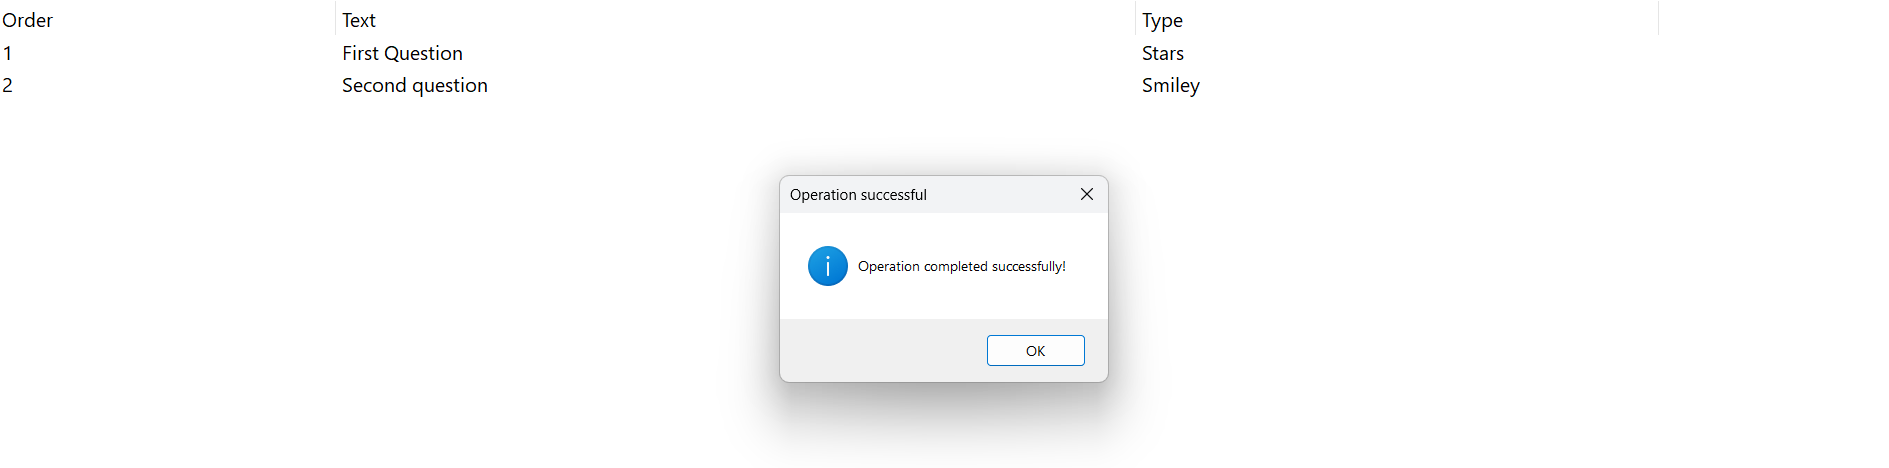 Order Text Type
1 First Question Stars
2 Second question Smiley
Operation successful
i Operation completed successfully!
OK